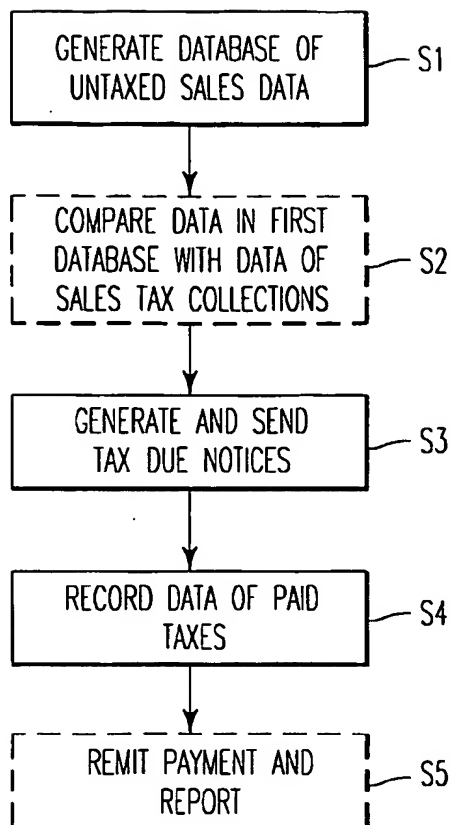 GENERATE DATABASE OF
UNTAXED SALES DATA
S1
COMPARE DATA IN FIRST
DATABASE WITH DATA OF
SALES TAX COLLECTIONS
S2
GENERATE AND SEND
TAX DUE NOTICES
S3
RECORD DATA OF PAID
TAXES
S4
REMIT PAYMENT AND
REPORT
S5